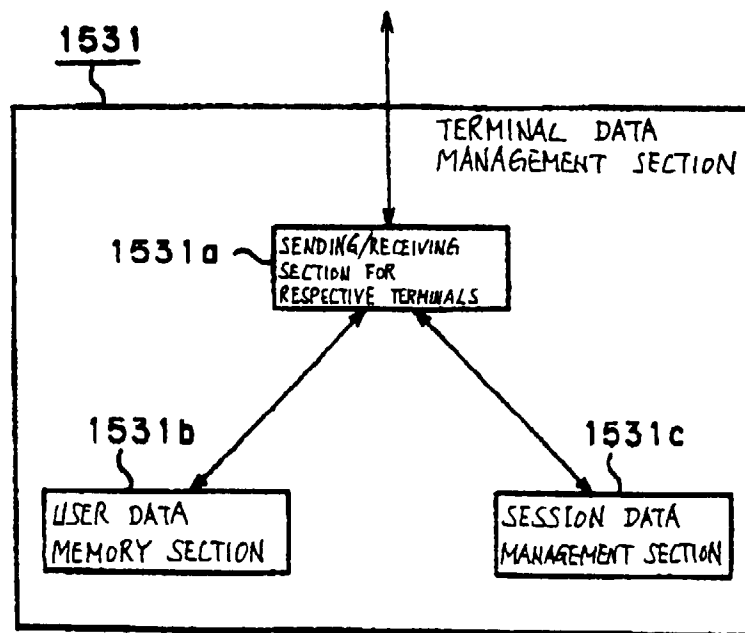 1531
TERMINAL DATA
MANAGEMENT SECTION
1531a
SENDING/RECEIVING
SECTION FOR
RESPECTIVE TERMINALS
1531b
USER DATA
MEMORY SECTION
1531c
SESSION DATA
MANAGEMENT SECTION